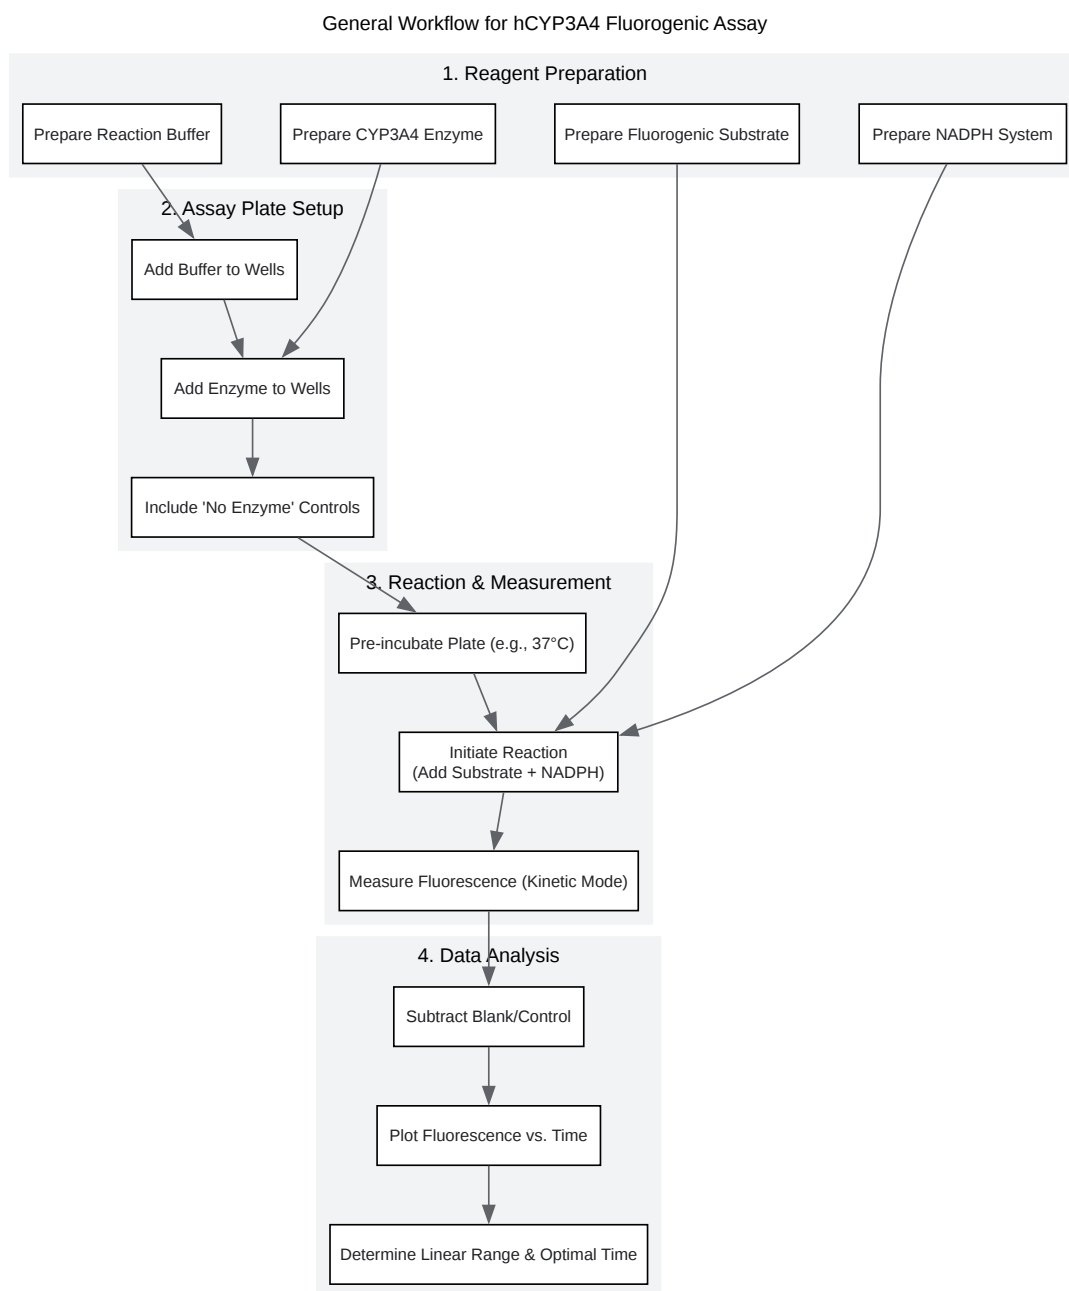 General Workflow for hCYP3A4 Fluorogenic Assay
1. Reagent Preparation
Prepare Reaction Buffer
Prepare CYP3A4 Enzyme
Prepare Fluorogenic Substrate
Prepare NADPH System
2. Assay Plate Setup
Add Buffer to Wells
Add Enzyme to Wells
Include 'No Enzyme' Controls
3. Reaction & Measurement
Pre-incubate Plate (e.g., 37°C)
Initiate Reaction
(Add Substrate + NADPH)
Measure Fluorescence (Kinetic Mode)
4. Data Analysis
Subtract Blank/Control
Plot Fluorescence vs. Time
Determine Linear Range & Optimal Time